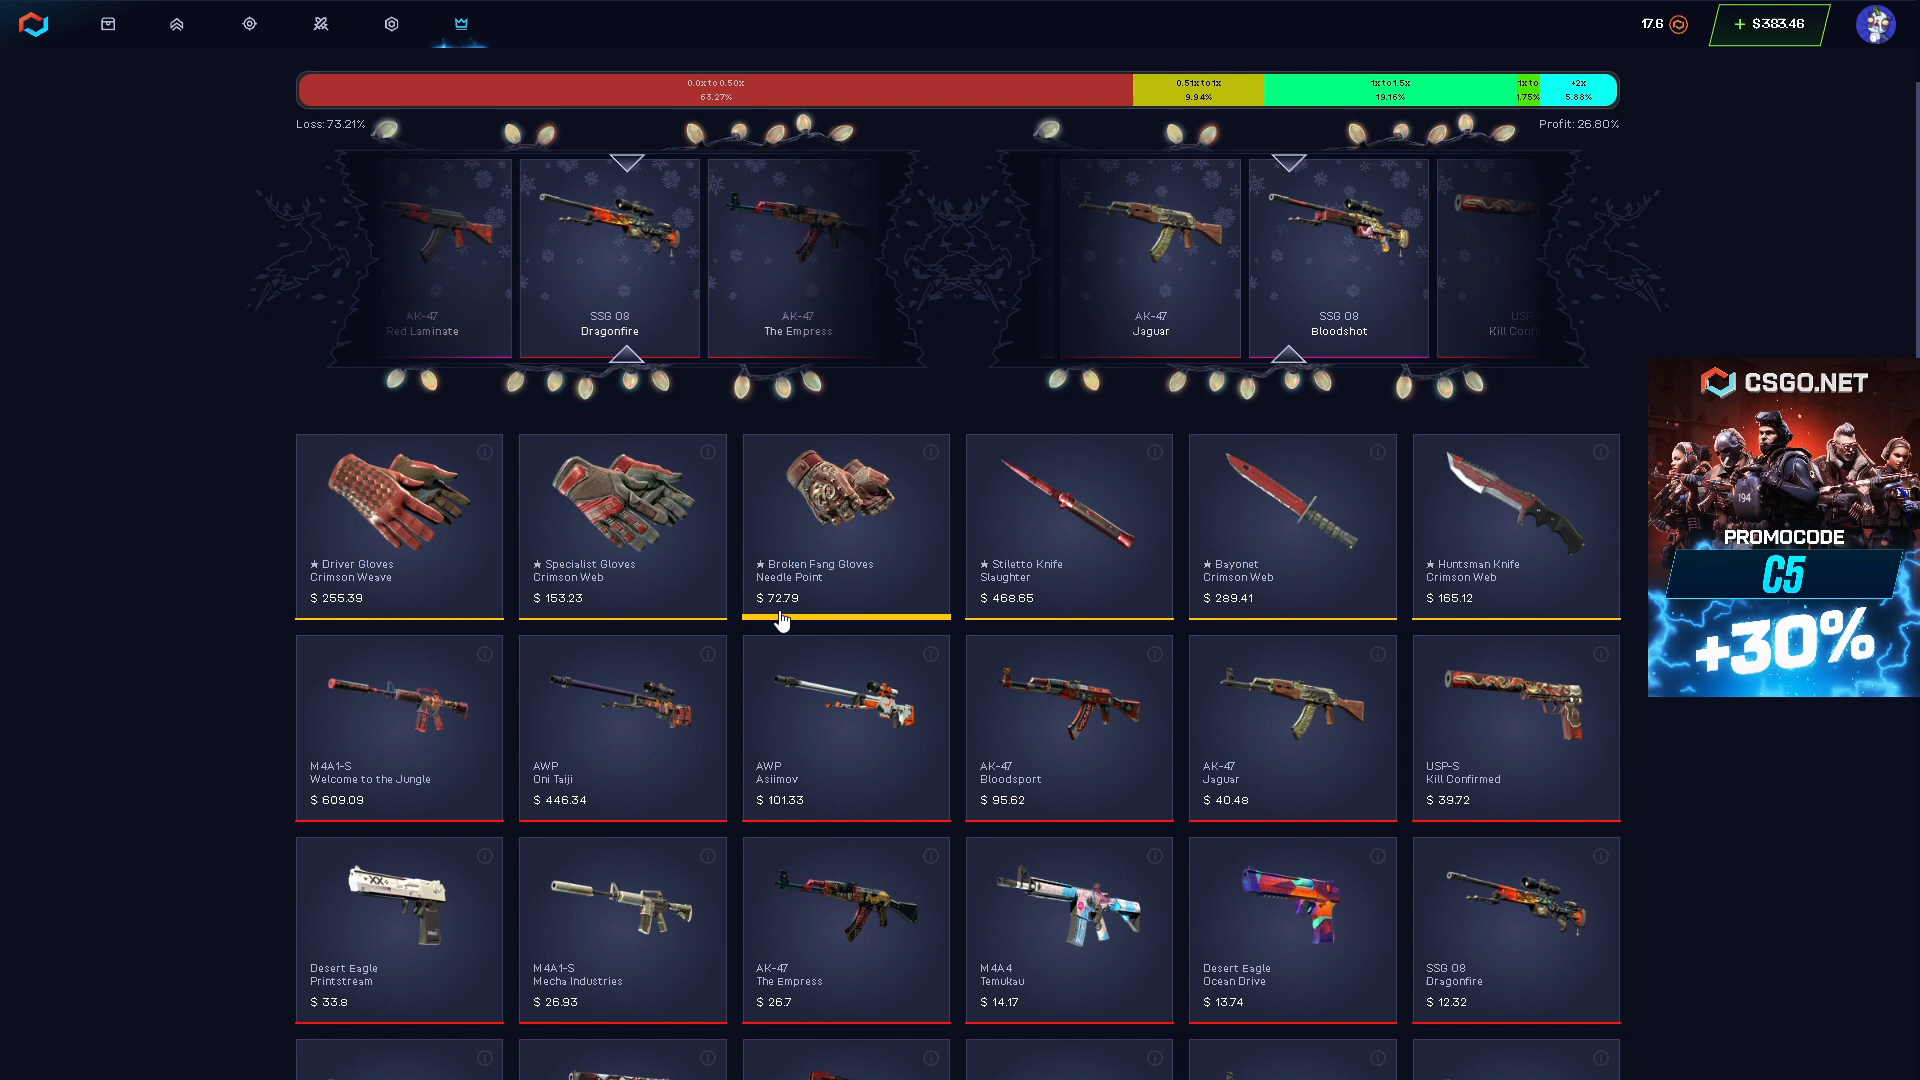 17.6
+ $383.46
0.0x to 0.50x
63.27%
0.51x to 1x
9.94%
1x to 1.5x
19.16%
1x to
1.75%
+2x
5.88%
Loss: 73.21%
Profit: 26.80%
AK-47
Red Laminate
SSG 08
Dragonfire
AK-47
The Empress
AK-47
Jaguar
SSG 08
Bloodshot
USP-
Kill Confi
★ Driver Gloves
Crimson Weave
$ 255.39
★ Specialist Gloves
Crimson Web
$ 153.23
★ Broken Fang Gloves
Needle Point
$ 72.79
★ Stiletto Knife
Slaughter
$ 468.65
★ Bayonet
Crimson Web
$ 289.41
★ Huntsman Knife
Crimson Web
$ 165.12
CSGO.NET
194
PROMOCODE
C5
+30%
M4A1-S
Welcome to the Jungle
$ 609.09
AWP
Oni Taiji
$ 446.34
AWP
Asiimov
$ 101.33
AK-47
Bloodsport
$ 95.62
AK-47
Jaguar
$ 40.48
USP-S
Kill Confirmed
$ 39.72
Desert Eagle
Printstream
$ 33.8
M4A1-S
Mecha Industries
$ 26.93
AK-47
The Empress
$ 26.7
M4A4
Temukau
$ 14.17
Desert Eagle
Ocean Drive
$ 13.74
SSG 08
Dragonfire
$ 12.32